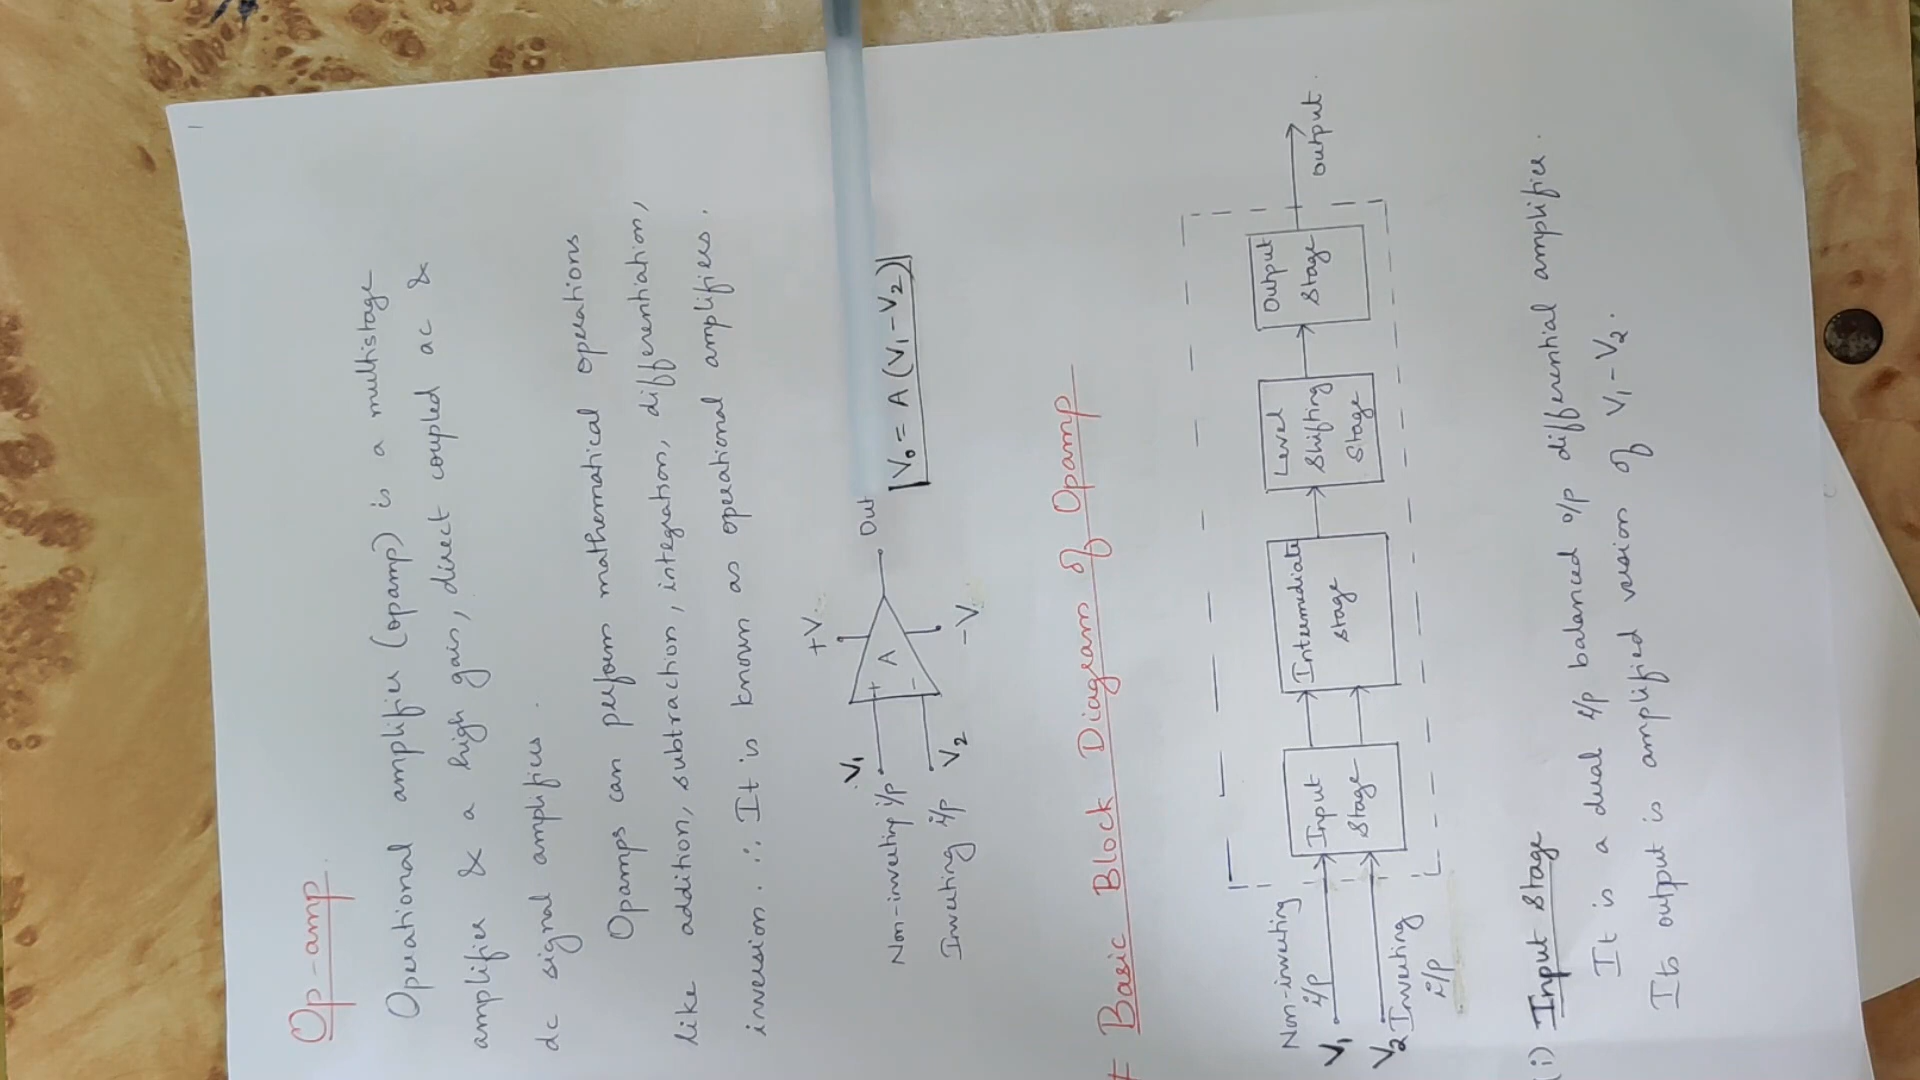 Op-amp
Operational amplifier (opamp) is a multistage
amplifier & a high gain, direct coupled ac &
dc signal amplifier.
Opamps can perform mathematical operations
like addition, subtraction, integration, differentiation,
inversion. ∴ It is known as operational amplifiers.
+V
V1
Non-inverting i/p
+
A
-
Out
Inverting i/p
V2
-V
Vo = A (V1 - V2)
Basic Block Diagram of Opamp
Non-inverting
i/p
V1
V2 Inverting
i/p
Input
Stage
Intermediate
Stage
Level
Shifting
Stage
Output
Stage
Output
(i) Input Stage
It is a dual i/p balanced o/p differential amplifier.
Its output is amplified version of V1 - V2.